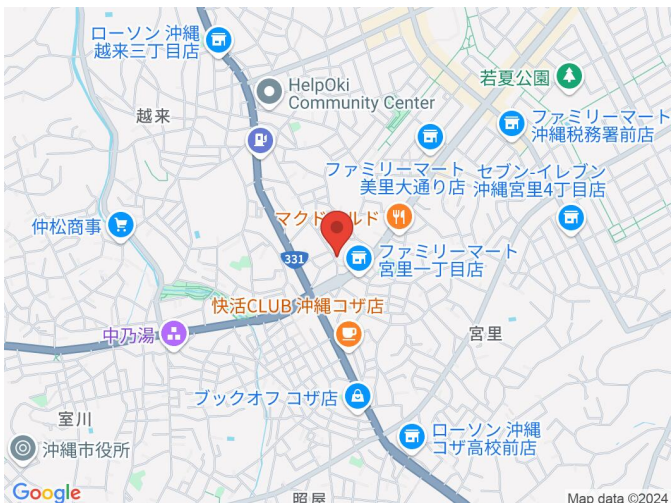 ローソン 沖縄
越来三丁目店
HelpOki
Community Center
若夏公園
越来
ファミリーマート
沖縄税務署前店
ファミリーマート
美里大通り店
セブン-イレブン
沖縄宮里4丁目店
マクド ルド
仲松商事
ファミリーマート
宮里一丁目店
331
快活CLUB 沖縄コザ店
中乃湯
宮里
ブックオフ コザ店
室川
ローソン 沖縄
コザ高校前店
沖縄市役所
照屋
Google
Map data ©2024